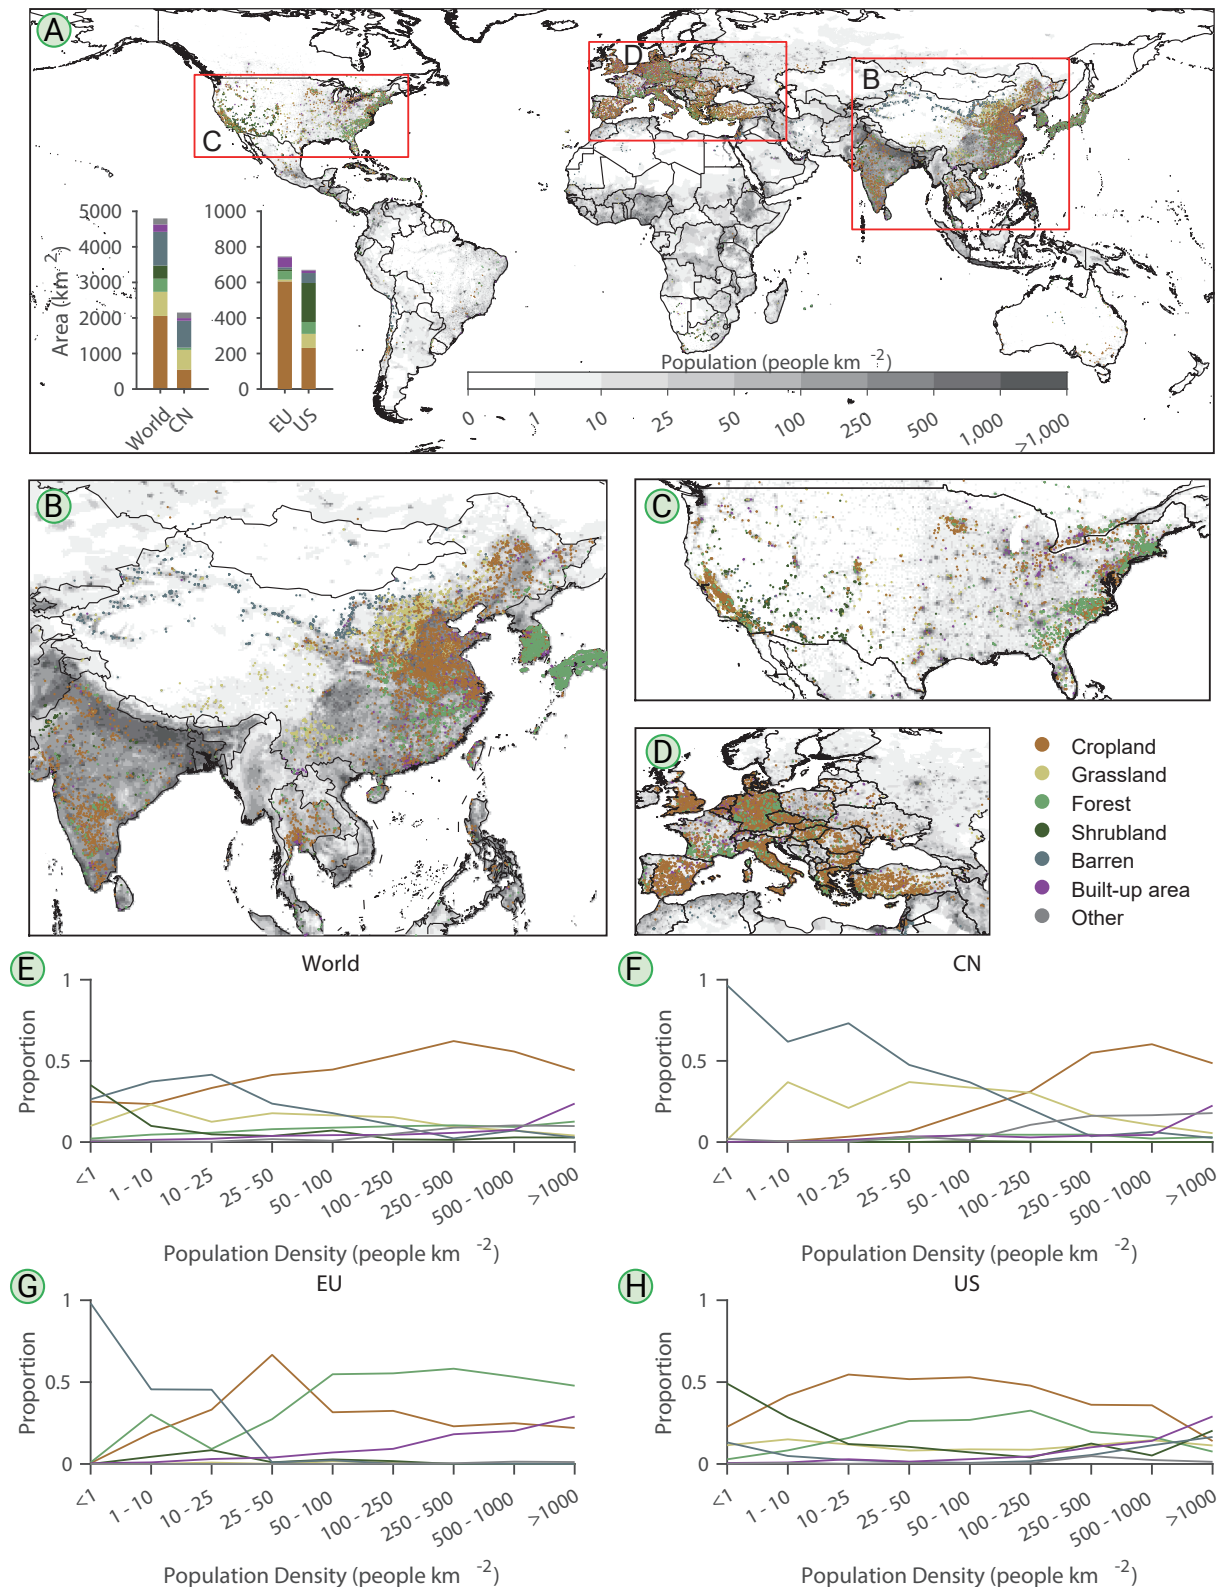 A
D
B
C
5000
4000
3000
2000
1000
0
Area (km⁻²)
World
CN
1000
800
600
400
200
0
EU
US
Population (people km ⁻²)
0
1
10
25
50
100
250
500
1,000
>1,000
B
C
D
Cropland
Grassland
Forest
Shrubland
Barren
Built-up area
Other
E
World
1
0.5
0
Proportion
<1
1 - 10
10 - 25
25 - 50
50 - 100
100 - 250
250 - 500
500 - 1000
>1000
Population Density (people km ⁻²)
F
CN
1
0.5
0
Proportion
<1
1 - 10
10 - 25
25 - 50
50 - 100
100 - 250
250 - 500
500 - 1000
>1000
Population Density (people km ⁻²)
G
EU
1
0.5
0
Proportion
<1
1 - 10
10 - 25
25 - 50
50 - 100
100 - 250
250 - 500
500 - 1000
>1000
Population Density (people km ⁻²)
H
US
1
0.5
0
Proportion
<1
1 - 10
10 - 25
25 - 50
50 - 100
100 - 250
250 - 500
500 - 1000
>1000
Population Density (people km ⁻²)